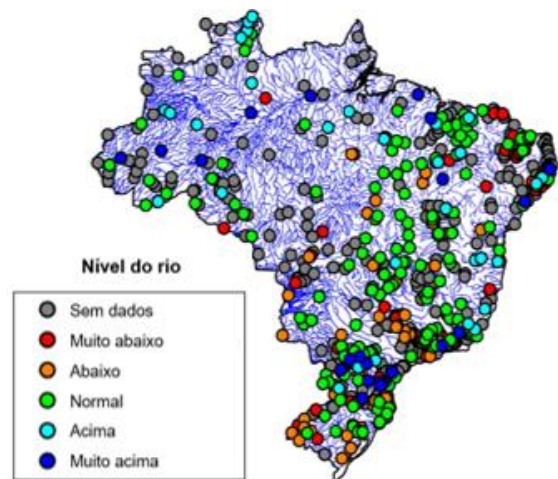 Nível do rio
Sem dados
Muito abaixo
Abaixo
Normal
Acima
Muito acima